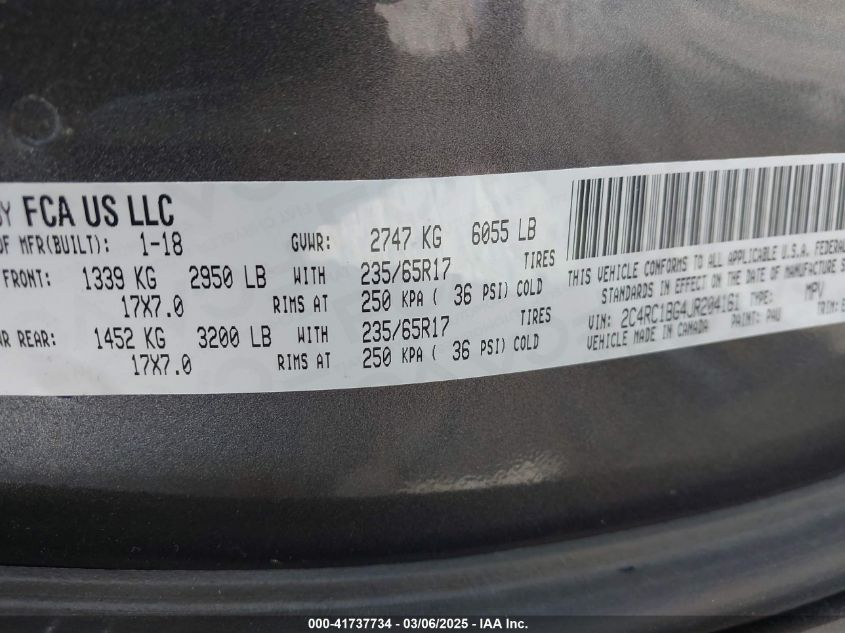 BY FCA US LLC
OF MFR(BUILT): 1-18 GVWR: 2747 KG 6055 LB
FRONT: 1339 KG 2950 LB WITH 235/65R17 TIRES
17X7.0 RIMS AT 250 KPA ( 36 PSI) COLD
WR REAR: 1452 KG 3200 LB WITH 235/65R17 TIRES
17X7.0 RIMS AT 250 KPA ( 36 PSI) COLD
THIS VEHICLE CONFORMS TO ALL APPLICABLE U.S.A. FEDERAL
STANDARDS IN EFFECT ON THE DATE OF MANUFACTURE S
VIN: 2C4RC1BG4JR204161 TYPE: MPV
VEHICLE MADE IN CANADA PAINT: PAU TRIM:
000-41737734 - 03/06/2025 - IAA Inc.